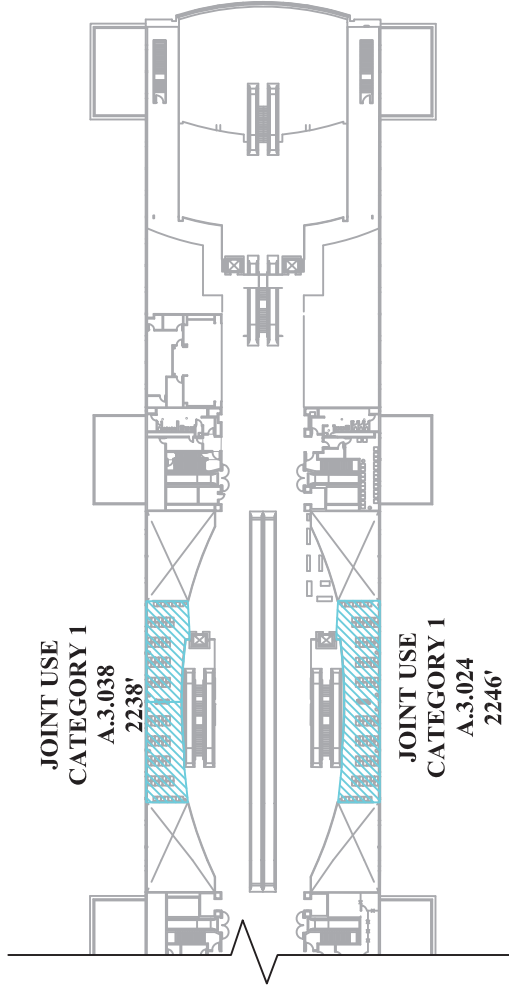 JOINT USE
CATEGORY 1
A.3.038
2238'
JOINT USE
CATEGORY 1
A.3.024
2246'